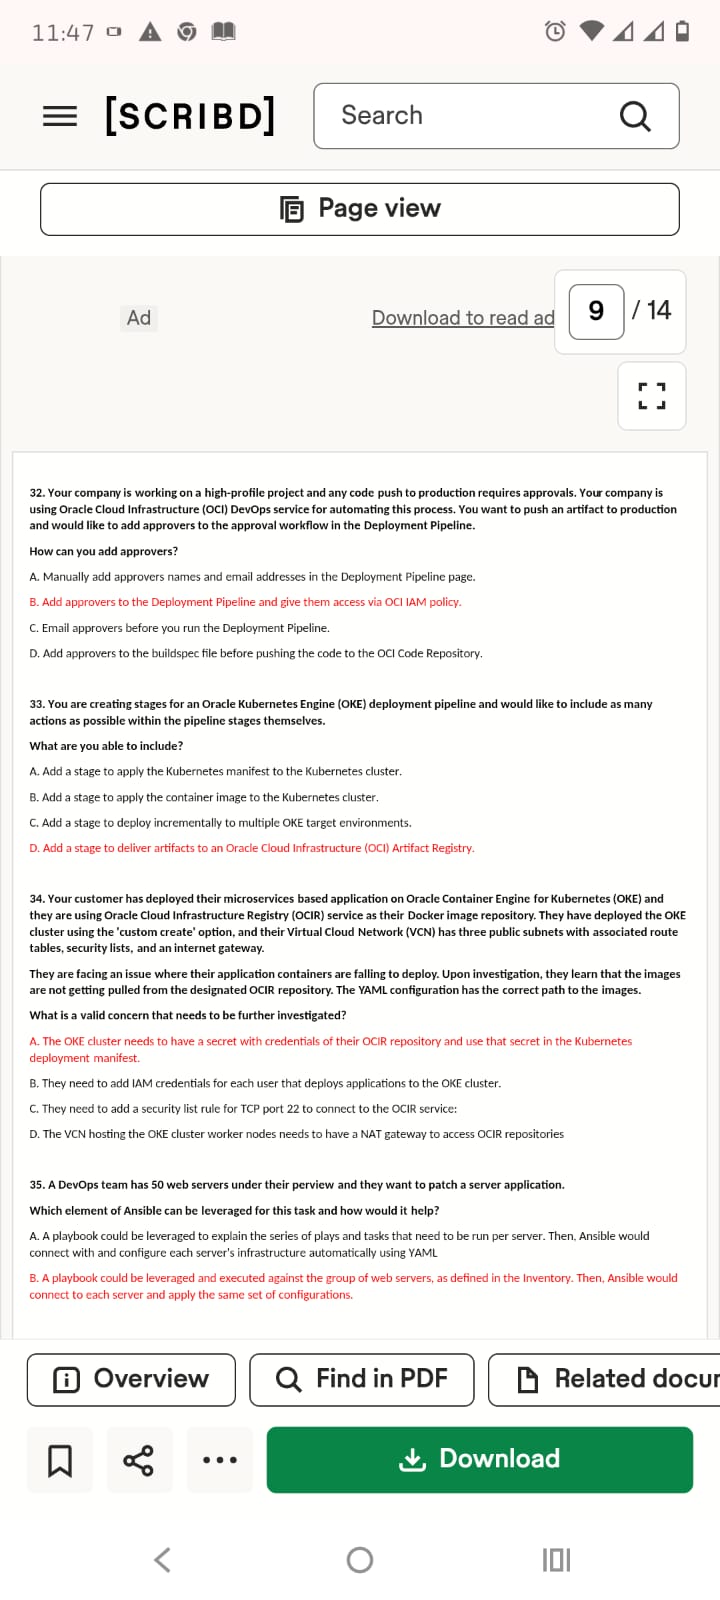 11:47
[SCRIBD]
Search
Page view
Ad
Download to read ad
9 / 14
32. Your company is working on a high-profile project and any code push to production requires approvals. Your company is
using Oracle Cloud Infrastructure (OCI) DevOps service for automating this process. You want to push an artifact to production
and would like to add approvers to the approval workflow in the Deployment Pipeline.
How can you add approvers?
A. Manually add approvers names and email addresses in the Deployment Pipeline page.
B. Add approvers to the Deployment Pipeline and give them access via OCI IAM policy.
C. Email approvers before you run the Deployment Pipeline.
D. Add approvers to the buildspec file before pushing the code to the OCI Code Repository.
33. You are creating stages for an Oracle Kubernetes Engine (OKE) deployment pipeline and would like to include as many
actions as possible within the pipeline stages themselves.
What are you able to include?
A. Add a stage to apply the Kubernetes manifest to the Kubernetes cluster.
B. Add a stage to apply the container image to the Kubernetes cluster.
C. Add a stage to deploy incrementally to multiple OKE target environments.
D. Add a stage to deliver artifacts to an Oracle Cloud Infrastructure (OCI) Artifact Registry.
34. Your customer has deployed their microservices based application on Oracle Container Engine for Kubernetes (OKE) and
they are using Oracle Cloud Infrastructure Registry (OCIR) service as their Docker image repository. They have deployed the OKE
cluster using the 'custom create' option, and their Virtual Cloud Network (VCN) has three public subnets with associated route
tables, security lists, and an internet gateway.
They are facing an issue where their application containers are falling to deploy. Upon investigation, they learn that the images
are not getting pulled from the designated OCIR repository. The YAML configuration has the correct path to the images.
What is a valid concern that needs to be further investigated?
A. The OKE cluster needs to have a secret with credentials of their OCIR repository and use that secret in the Kubernetes
deployment manifest.
B. They need to add IAM credentials for each user that deploys applications to the OKE cluster.
C. They need to add a security list rule for TCP port 22 to connect to the OCIR service:
D. The VCN hosting the OKE cluster worker nodes needs to have a NAT gateway to access OCIR repositories
35. A DevOps team has 50 web servers under their perview and they want to patch a server application.
Which element of Ansible can be leveraged for this task and how would it help?
A. A playbook could be leveraged to explain the series of plays and tasks that need to be run per server. Then, Ansible would
connect with and configure each server's infrastructure automatically using YAML
B. A playbook could be leveraged and executed against the group of web servers, as defined in the Inventory. Then, Ansible would
connect to each server and apply the same set of configurations.
Overview
Find in PDF
Related docur
Download